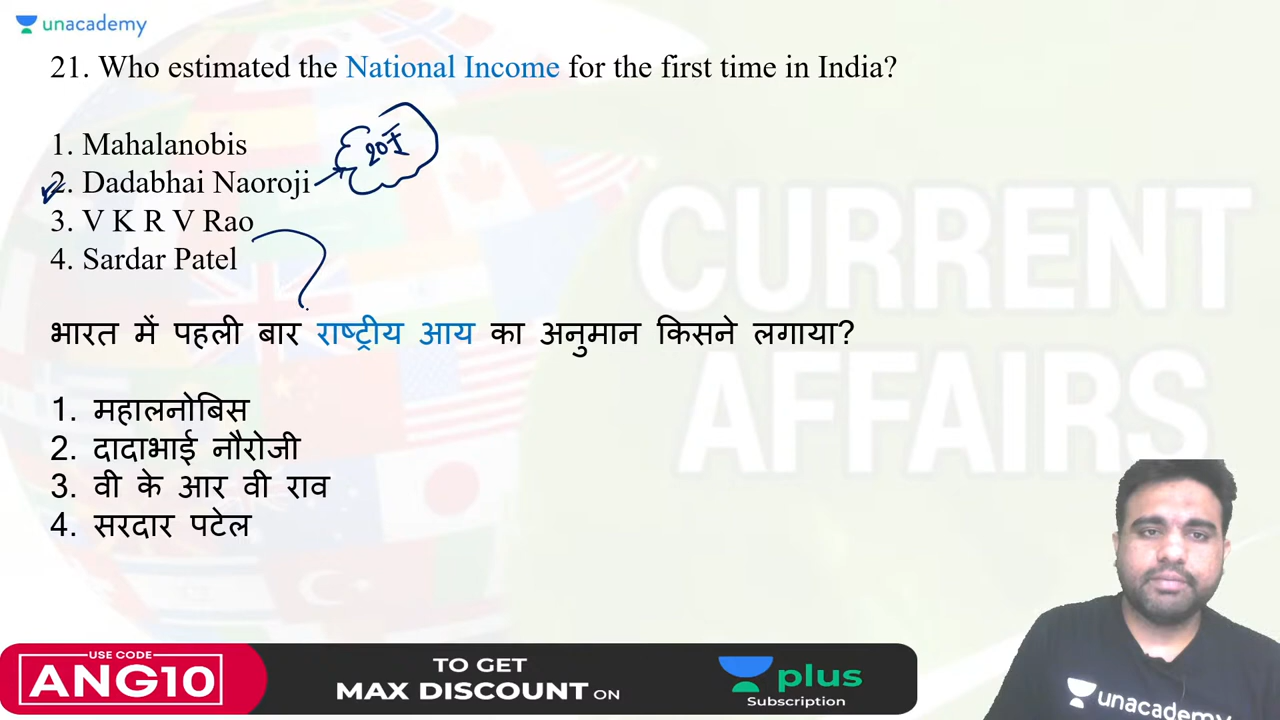 unacademy
21. Who estimated the National Income for the first time in India?
1. Mahalanobis
2. Dadabhai Naoroji
3. V K R V Rao
4. Sardar Patel
भारत में पहली बार राष्ट्रीय आय का अनुमान किसने लगाया?
1. महालनोबिस
2. दादाभाई नौरोजी
3. वी के आर वी राव
4. सरदार पटेल
CURRENT
AFFAIRS
USE CODE
ANG10
TO GET
MAX DISCOUNT ON
plus
Subscription
unacademy